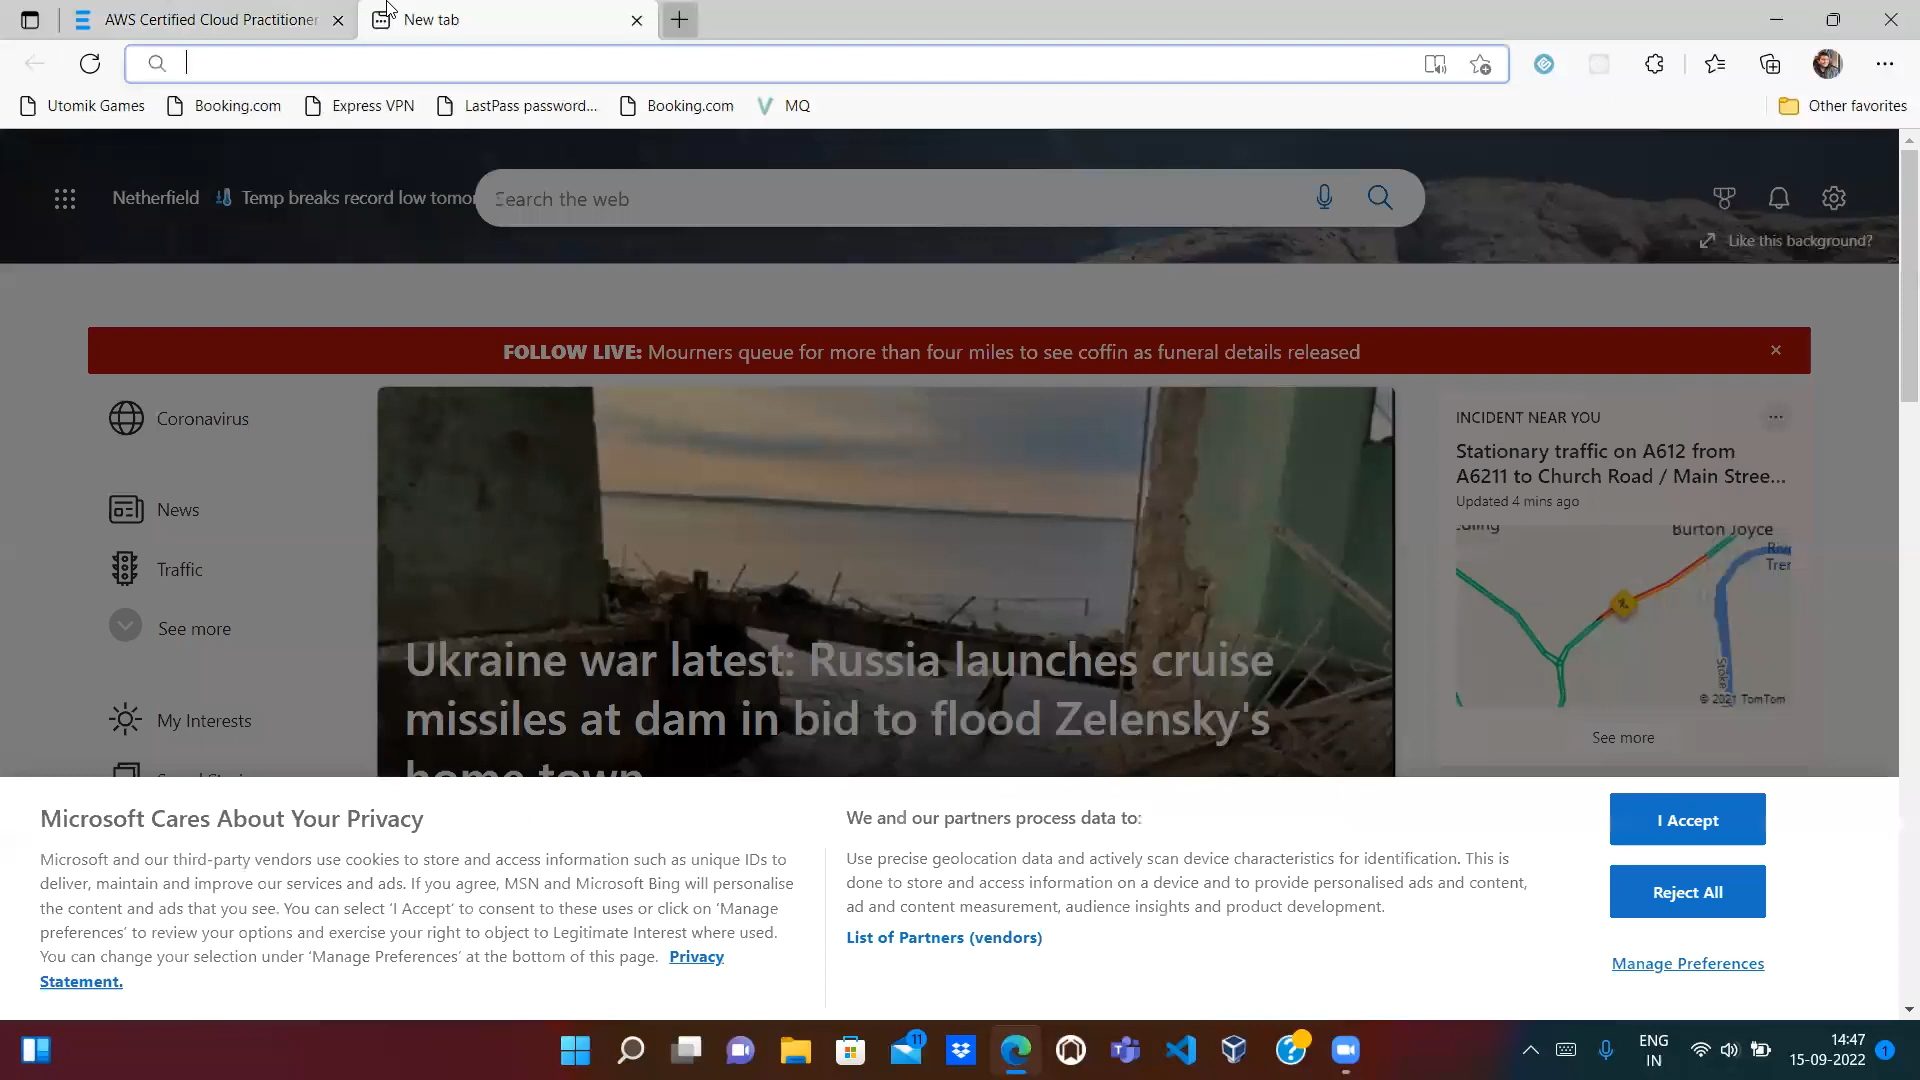 AWS Certified Cloud Practitioner
New tab
Utomik Games
Booking.com
Express VPN
LastPass password...
Booking.com
MQ
Other favorites
Netherfield
Temp breaks record low tomor
Search the web
Like this background?
FOLLOW LIVE: Mourners queue for more than four miles to see coffin as funeral details released
Coronavirus
News
Traffic
See more
My Interests
Ukraine war latest: Russia launches cruise
missiles at dam in bid to flood Zelensky's
home town
INCIDENT NEAR YOU
Stationary traffic on A612 from
A6211 to Church Road / Main Stree...
Updated 4 mins ago
Burton Joyce
© 2021 TomTom
See more
Microsoft Cares About Your Privacy
Microsoft and our third-party vendors use cookies to store and access information such as unique IDs to
deliver, maintain and improve our services and ads. If you agree, MSN and Microsoft Bing will personalise
the content and ads that you see. You can select 'I Accept' to consent to these uses or click on 'Manage
preferences' to review your options and exercise your right to object to Legitimate Interest where used.
You can change your selection under 'Manage Preferences' at the bottom of this page. Privacy
Statement.
We and our partners process data to:
Use precise geolocation data and actively scan device characteristics for identification. This is
done to store and access information on a device and to provide personalised ads and content,
ad and content measurement, audience insights and product development.
List of Partners (vendors)
I Accept
Reject All
Manage Preferences
11
ENG
IN
14:47
15-09-2022
1